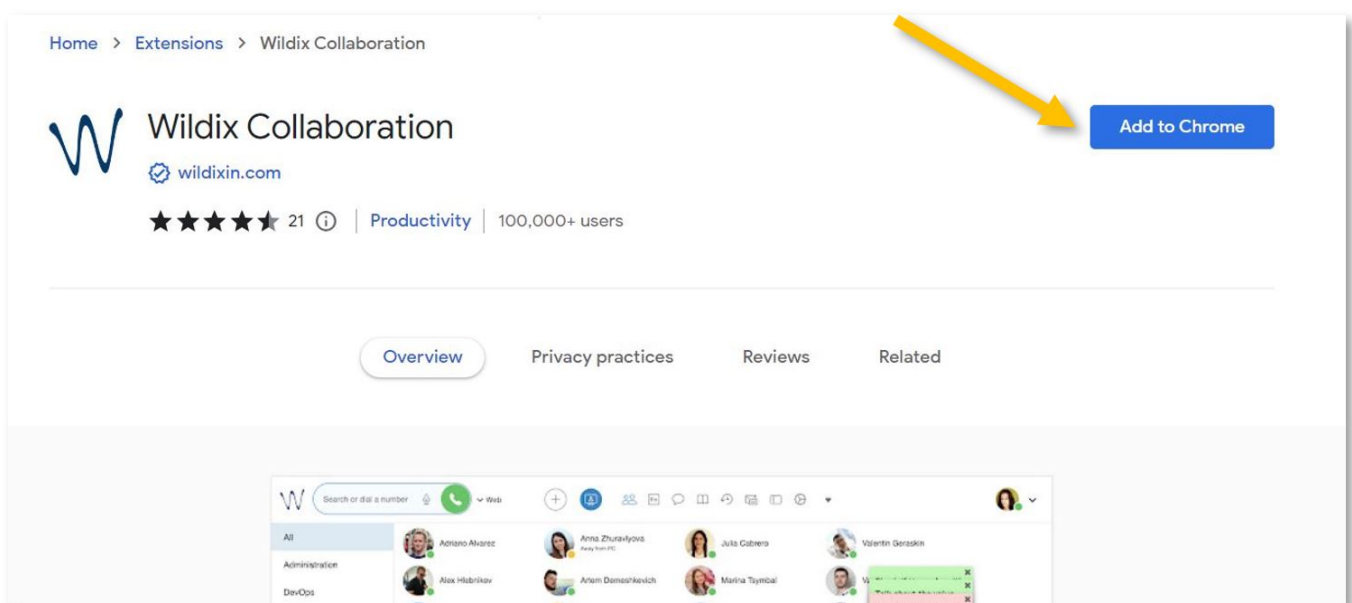 Home > Extensions > Wildix Collaboration
Wildix Collaboration
Add to Chrome
wildixin.com
21 | Productivity | 100,000+ users
Overview Privacy practices Reviews Related
Search or dial a number Web
All
Adriano Alvarez
Anna Zhuravlyova
Away from PC
Julia Cabrero
Valentin Geraskin
Administration
Alex Hlebnikov
Artem Demeshkevich
Marina Tsymbal
DevOps